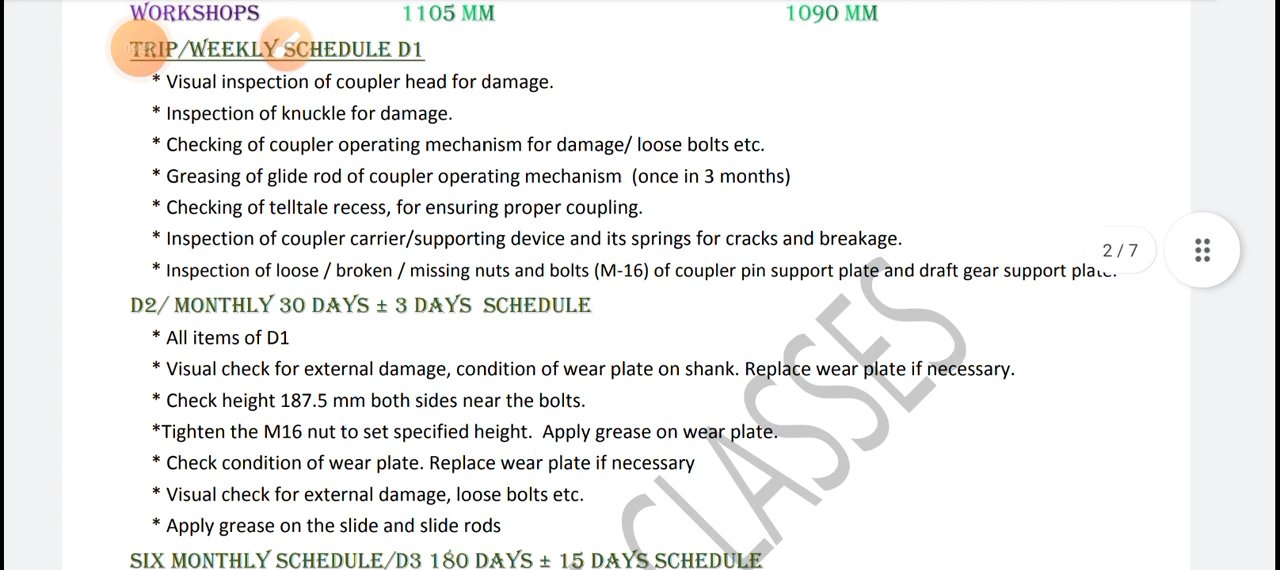 WORKSHOPS 1105 MM 1090 MM
TRIP/WEEKLY SCHEDULE D1
* Visual inspection of coupler head for damage.
* Inspection of knuckle for damage.
* Checking of coupler operating mechanism for damage/ loose bolts etc.
* Greasing of glide rod of coupler operating mechanism (once in 3 months)
* Checking of telltale recess, for ensuring proper coupling.
* Inspection of coupler carrier/supporting device and its springs for cracks and breakage.
2 / 7
* Inspection of loose / broken / missing nuts and bolts (M-16) of coupler pin support plate and draft gear support plate.
D2/ MONTHLY 30 DAYS ± 3 DAYS SCHEDULE
* All items of D1
* Visual check for external damage, condition of wear plate on shank. Replace wear plate if necessary.
* Check height 187.5 mm both sides near the bolts.
*Tighten the M16 nut to set specified height. Apply grease on wear plate.
* Check condition of wear plate. Replace wear plate if necessary
* Visual check for external damage, loose bolts etc.
* Apply grease on the slide and slide rods
SIX MONTHLY SCHEDULE/D3 180 DAYS ± 15 DAYS SCHEDULE
CLASSES